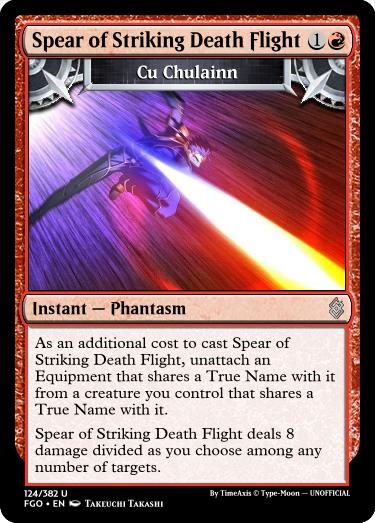 Spear of Striking Death Flight 1
Cu Chulainn
Instant — Phantasm
As an additional cost to cast Spear of
Striking Death Flight, unattach an
Equipment that shares a True Name with it
from a creature you control that shares a
True Name with it.
Spear of Striking Death Flight deals 8
damage divided as you choose among any
number of targets.
124/382 U
FGO • EN Takeuchi Takashi
By TimeAxis © Type-Moon — UNOFFICIAL